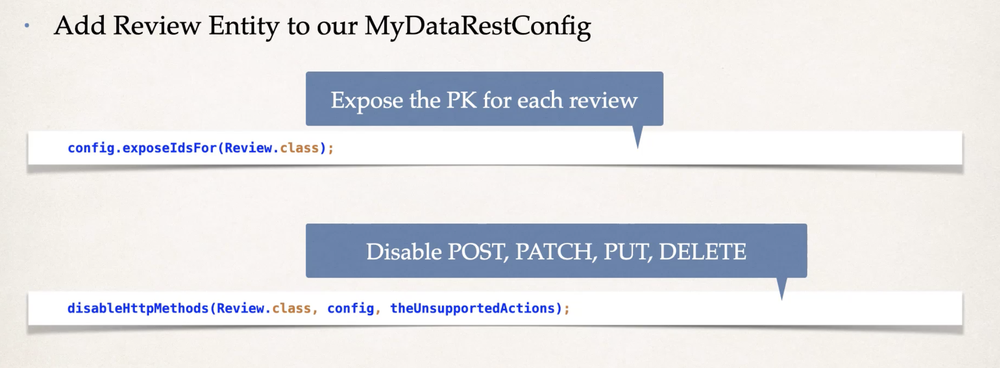 Add Review Entity to our MyDataRestConfig
Expose the PK for each review
config.exposeIdsFor(Review.class);
Disable POST, PATCH, PUT, DELETE
disableHttpMethods(Review.class, config, theUnsupportedActions);